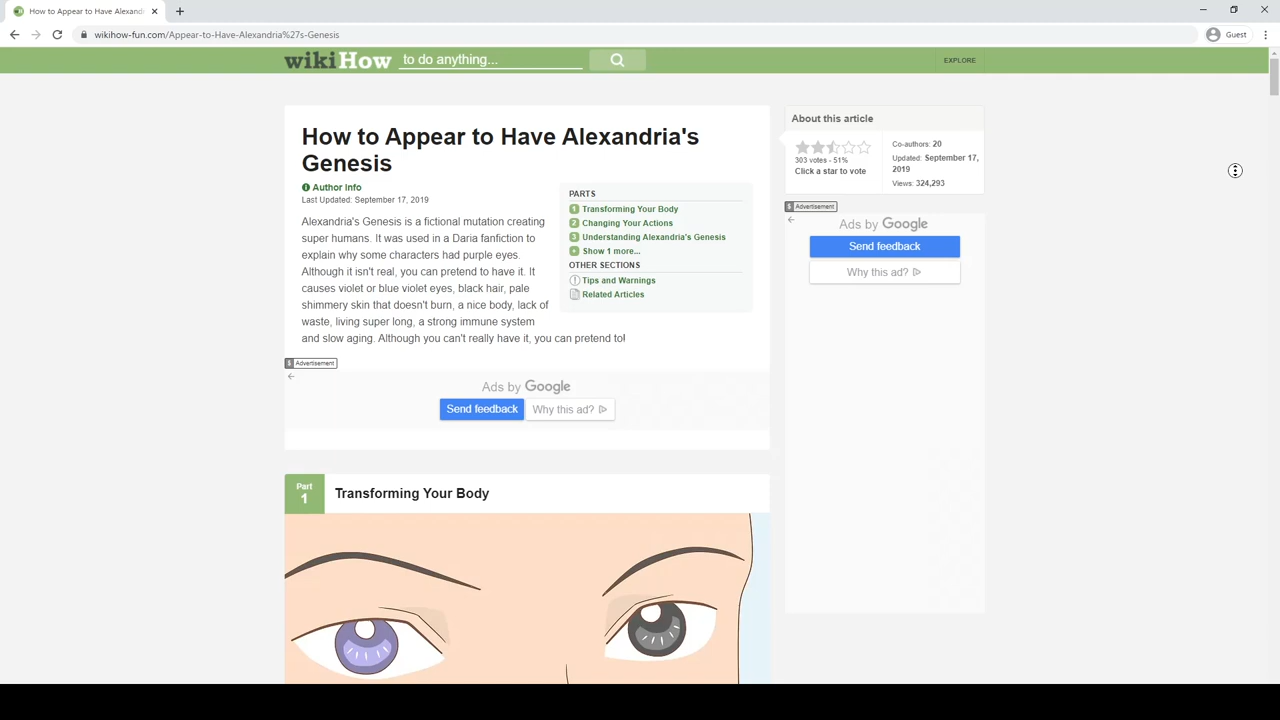 How to Appear to Have Alexandri
wikihow-fun.com/Appear-to-Have-Alexandria%27s-Genesis
Guest
wikiHow to do anything...
EXPLORE
How to Appear to Have Alexandria's
Genesis
Author Info
Last Updated: September 17, 2019
Alexandria's Genesis is a fictional mutation creating
super humans. It was used in a Daria fanfiction to
explain why some characters had purple eyes.
Although it isn't real, you can pretend to have it. It
causes violet or blue violet eyes, black hair, pale
shimmery skin that doesn't burn, a nice body, lack of
waste, living super long, a strong immune system
and slow aging. Although you can't really have it, you can pretend to!
PARTS
1 Transforming Your Body
2 Changing Your Actions
3 Understanding Alexandria's Genesis
+ Show 1 more...
OTHER SECTIONS
Tips and Warnings
Related Articles
$ Advertisement
Ads by Google
Send feedback
Why this ad?
Part
1
Transforming Your Body
About this article
303 votes - 51%
Click a star to vote
Co-authors: 20
Updated: September 17,
2019
Views: 324,293
$ Advertisement
Ads by Google
Send feedback
Why this ad?